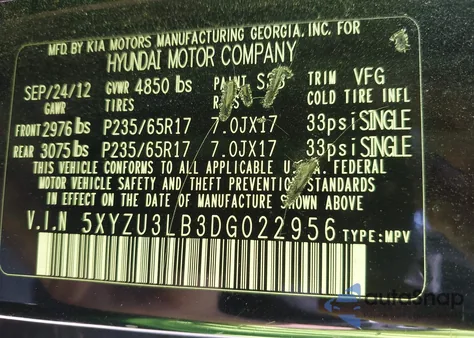 MFD. BY KIA MOTORS MANUFACTURING GEORGIA, INC. FOR
HYUNDAI MOTOR COMPANY
SEP/24/12 GVWR 4850 lbs PAINT TRIM VFG
GAWR TIRES COLD TIRE INFL
FRONT 2976 lbs P235/65R17 7.0JX17 33psi SINGLE
REAR 3075 lbs P235/65R17 7.0JX17 33psi SINGLE
THIS VEHICLE CONFORMS TO ALL APPLICABLE FEDERAL
MOTOR VEHICLE SAFETY AND THEFT PREVENTION STANDARDS
IN EFFECT ON THE DATE OF MANUFACTURE SHOWN ABOVE
V.I.N 5XYZU3LB3DG022956 TYPE: MPV
autoSnap